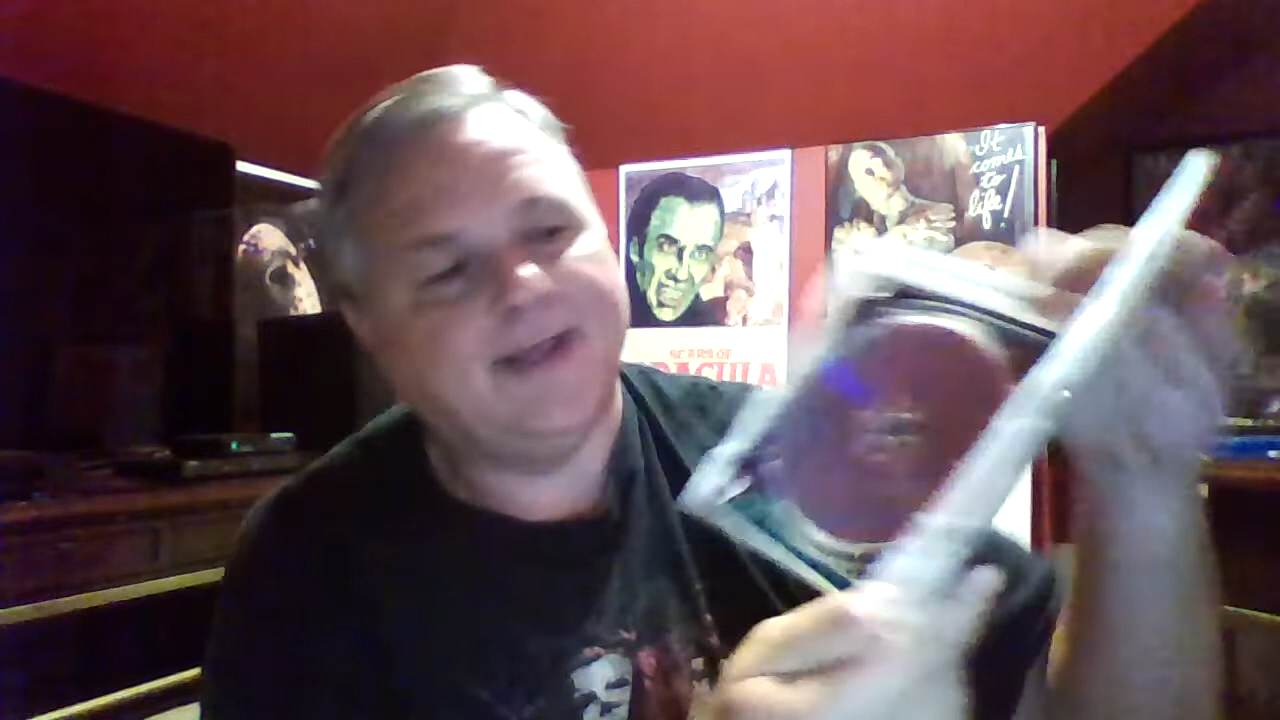 It
comes
to
life!
SCARS OF
DRACULA